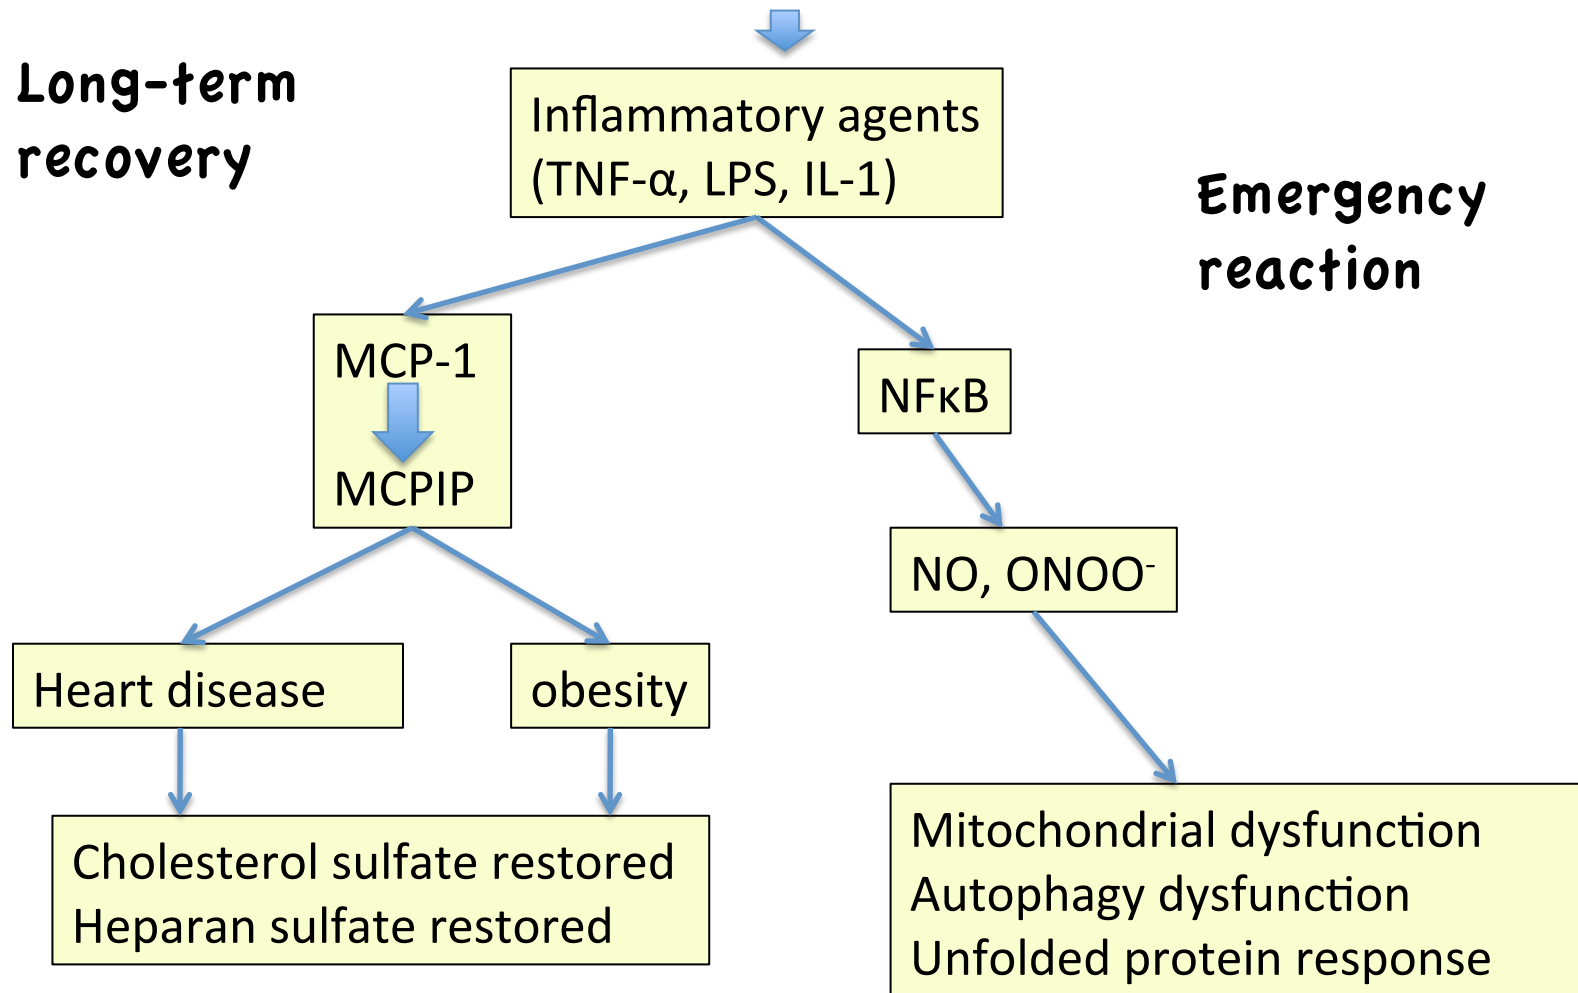 Long-term
recovery
Inflammatory agents
(TNF-α, LPS, IL-1)
Emergency
reaction
MCP-1
MCPIP
NFκB
NO, ONOO⁻
Heart disease
obesity
Cholesterol sulfate restored
Heparan sulfate restored
Mitochondrial dysfunction
Autophagy dysfunction
Unfolded protein response